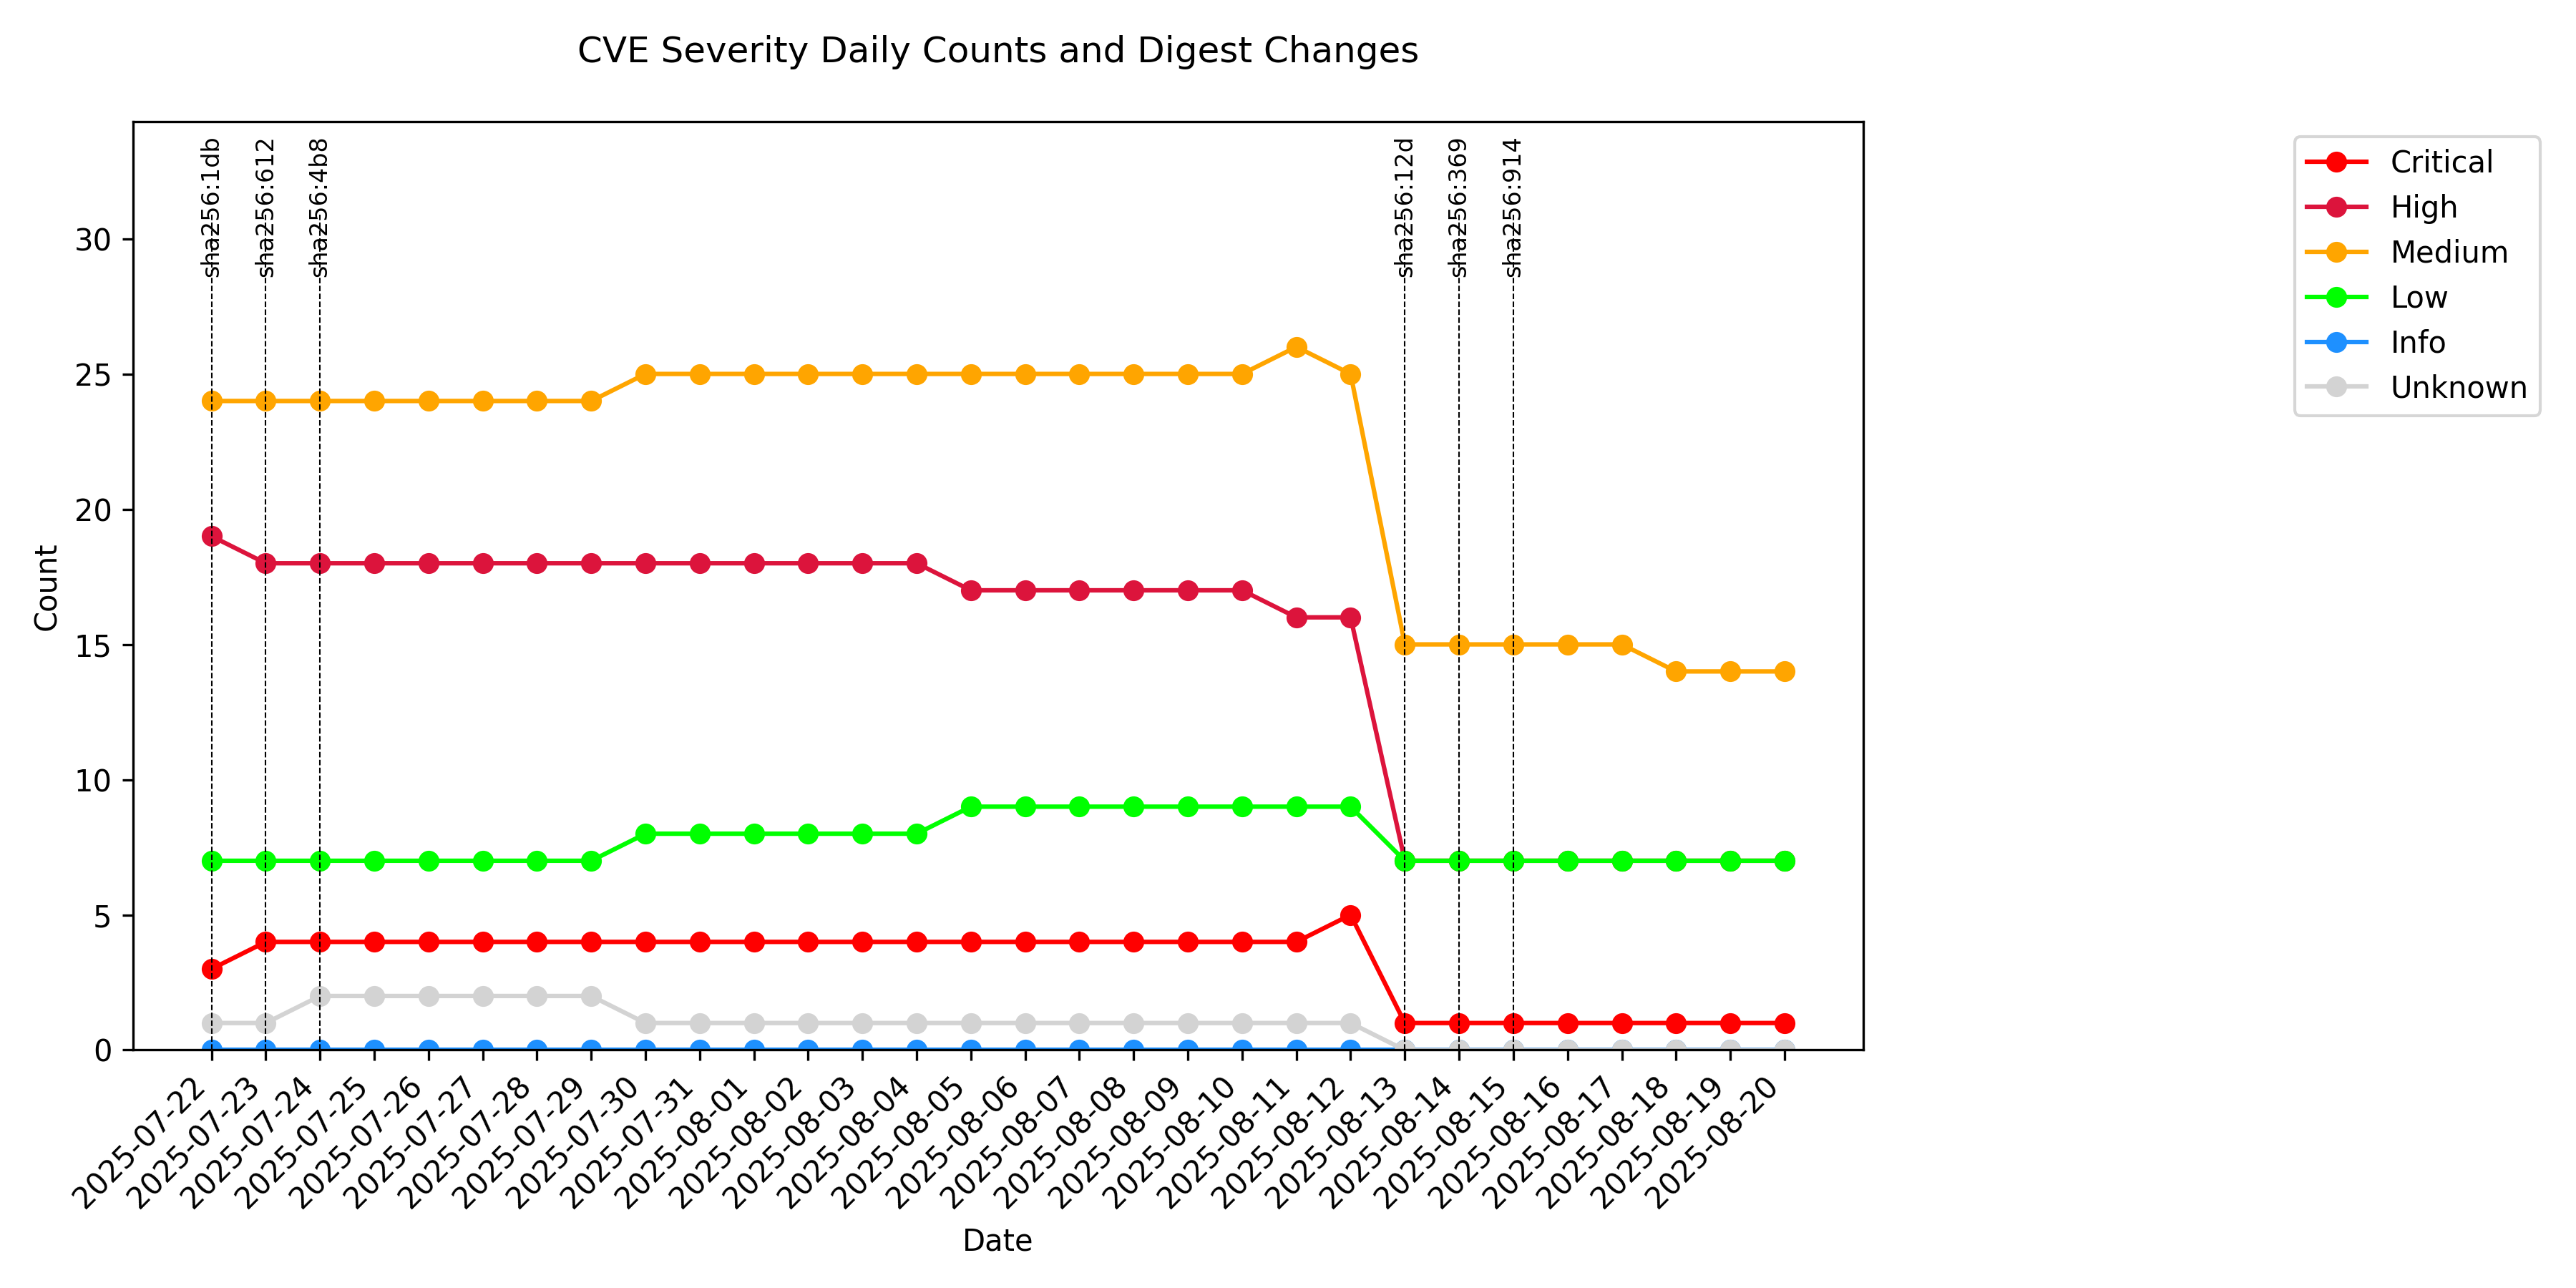 CVE Severity Daily Counts and Digest Changes
sha256:1db
sha256:612
sha256:4b8
sha256:12d
sha256:369
sha256:914
Critical
High
Medium
Low
Info
Unknown
Count
30
25
20
15
10
5
0
2025-07-22
2025-07-23
2025-07-24
2025-07-25
2025-07-26
2025-07-27
2025-07-28
2025-07-29
2025-07-30
2025-07-31
2025-08-01
2025-08-02
2025-08-03
2025-08-04
2025-08-05
2025-08-06
2025-08-07
2025-08-08
2025-08-09
2025-08-10
2025-08-11
2025-08-12
2025-08-13
2025-08-14
2025-08-15
2025-08-16
2025-08-17
2025-08-18
2025-08-19
2025-08-20
Date